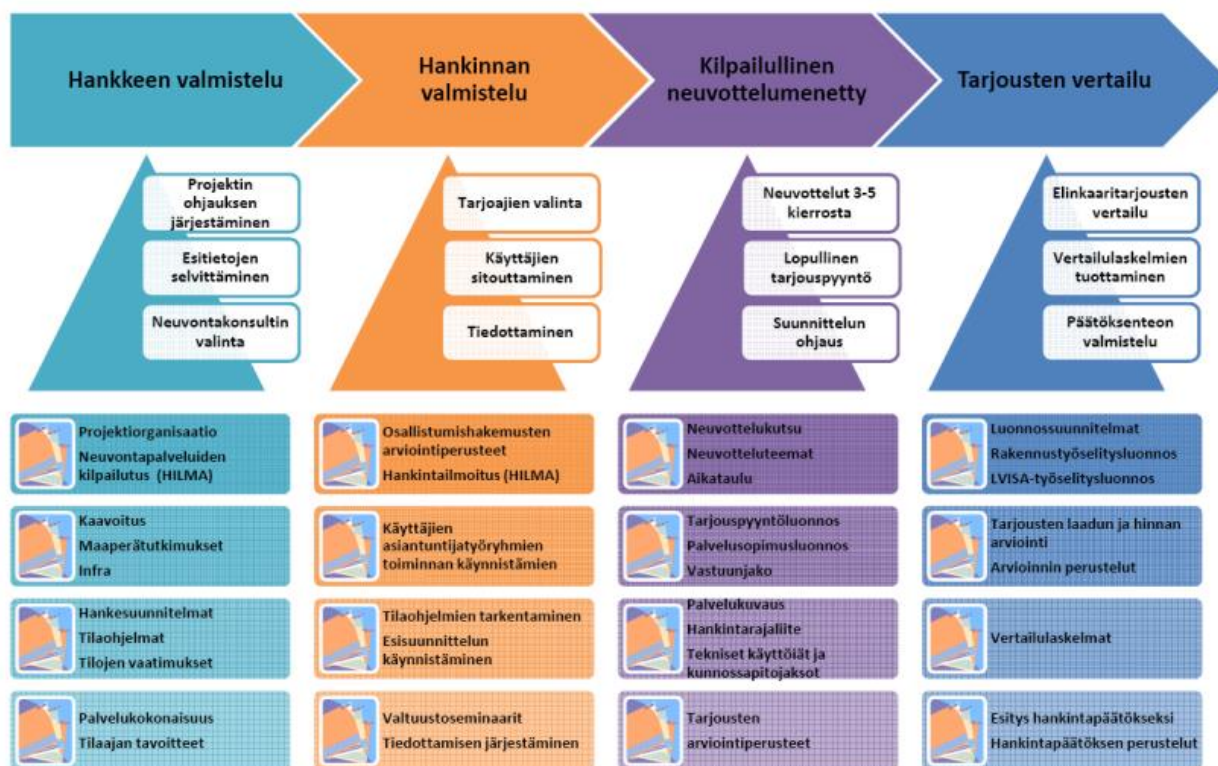 Hankkeen valmistelu
Hankinnan
valmistelu
Kilpailullinen
neuvottelumenetty
Tarjousten vertailu
Projektin
ohjauksen
järjestäminen
Esitietojen
selvittäminen
Neuvontakonsultin
valinta
Tarjoajien valinta
Käyttäjien
sitouttaminen
Tiedottaminen
Neuvottelut 3-5
kierrosta
Lopullinen
tarjouspyyntö
Suunnittelun
ohjaus
Elinkaaritarjousten
vertailu
Vertailulaskelmien
tuottaminen
Päätöksenteon
valmistelu
Projektiorganisaatio
Neuvontapalveluiden
kilpailutus (HILMA)
Kaavoitus
Maaperätutkimukset
Infra
Hankesuunnitelmat
Tilaohjelmat
Tilojen vaatimukset
Palvelukokonaisuus
Tilaajan tavoitteet
Osallistumishakemusten
arviointiperusteet
Hankintailmoitus (HILMA)
Käyttäjien
asiantuntijatyöryhmien
toiminnan käynnistämien
Tilaohjelmien tarkentaminen
Esisuunnittelun
käynnistäminen
Valtuustoseminaarit
Tiedottamisen järjestäminen
Neuvottelukutsu
Neuvotteluteemat
Aikataulu
Tarjouspyyntöluonnos
Palvelusopimusluonnos
Vastuunjako
Palvelukuvaus
Hankintarajaliite
Tekniset käyttöiät ja
kunnossapitojaksot
Tarjousten
arviointiperusteet
Luonnossuunnitelmat
Rakennustyöselitysluonnos
LVISA-työselitysluonnos
Tarjousten laadun ja hinnan
arviointi
Arvioinnin perustelut
Vertailulaskelmat
Esitys hankintapäätökseksi
Hankintapäätöksen perustelut